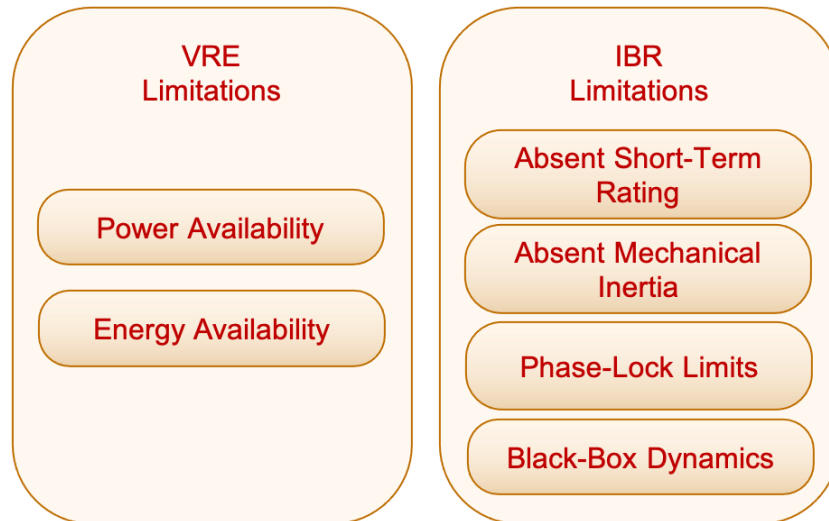 VRE
Limitations
Power Availability
Energy Availability
IBR
Limitations
Absent Short-Term
Rating
Absent Mechanical
Inertia
Phase-Lock Limits
Black-Box Dynamics